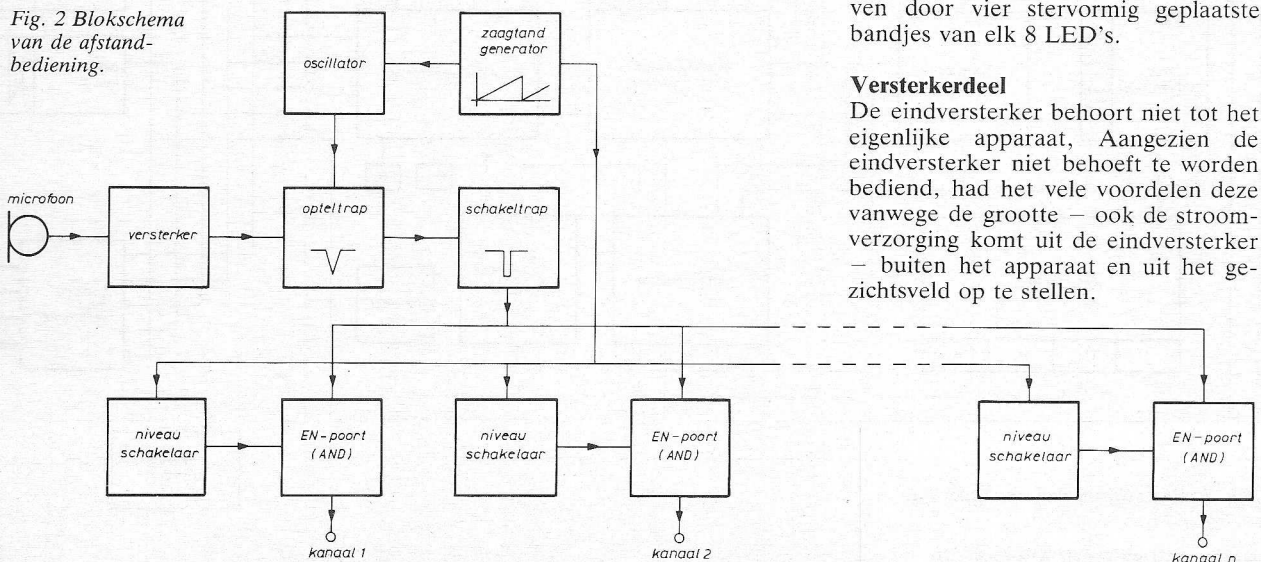 Fig. 2 Blokschema
van de afstand-
bediening.
oscillator
zaagtand
generator
microfoon
versterker
opteltrap
schakeltrap
ven door vier stervormig geplaatste
bandjes van elk 8 LED's.
Versterkerdeel
De eindversterker behoort niet tot het
eigenlijke apparaat, Aangezien de
eindversterker niet behoeft te worden
bediend, had het vele voordelen deze
vanwege de grootte — ook de stroom-
verzorging komt uit de eindversterker
— buiten het apparaat en uit het ge-
zichtsveld op te stellen.
niveau
schakelaar
EN-poort
(AND)
niveau
schakelaar
EN-poort
(AND)
niveau
schakelaar
EN-poort
(AND)
kanaal 1
kanaal 2
kanaal n